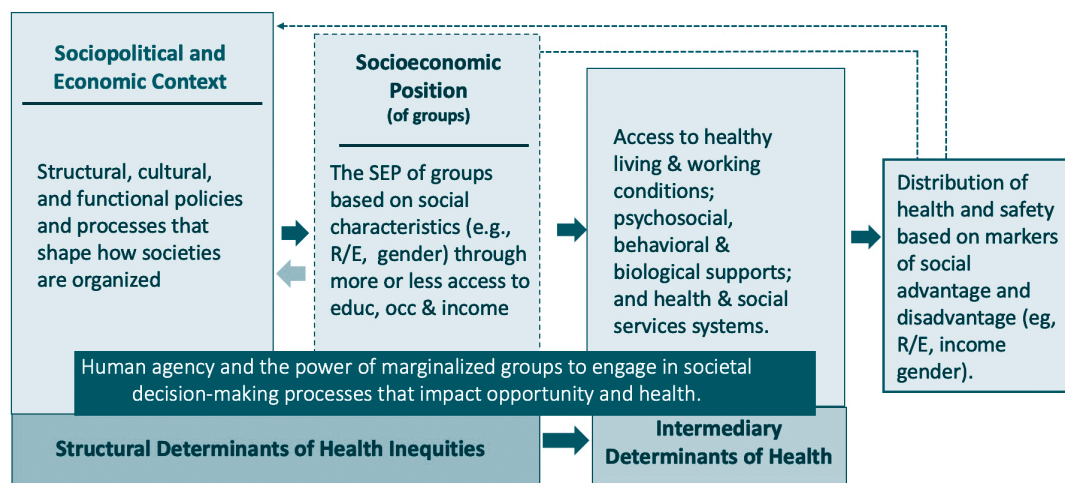 Sociopolitical and
Economic Context
Structural, cultural,
and functional policies
and processes that
shape how societies
are organized
Socioeconomic
Position
(of groups)
The SEP of groups
based on social
characteristics (e.g.,
R/E,  gender) through
more or less access to
educ, occ & income
Access to healthy
living & working
conditions;
psychosocial,
behavioral &
biological supports;
and health & social
services systems.
Distribution of
health and safety
based on markers
of social
advantage and
disadvantage (eg,
R/E, income
gender).
Human agency and the power of marginalized groups to engage in societal
decision-making processes that impact opportunity and health.
Structural Determinants of Health Inequities
Intermediary
Determinants of Health